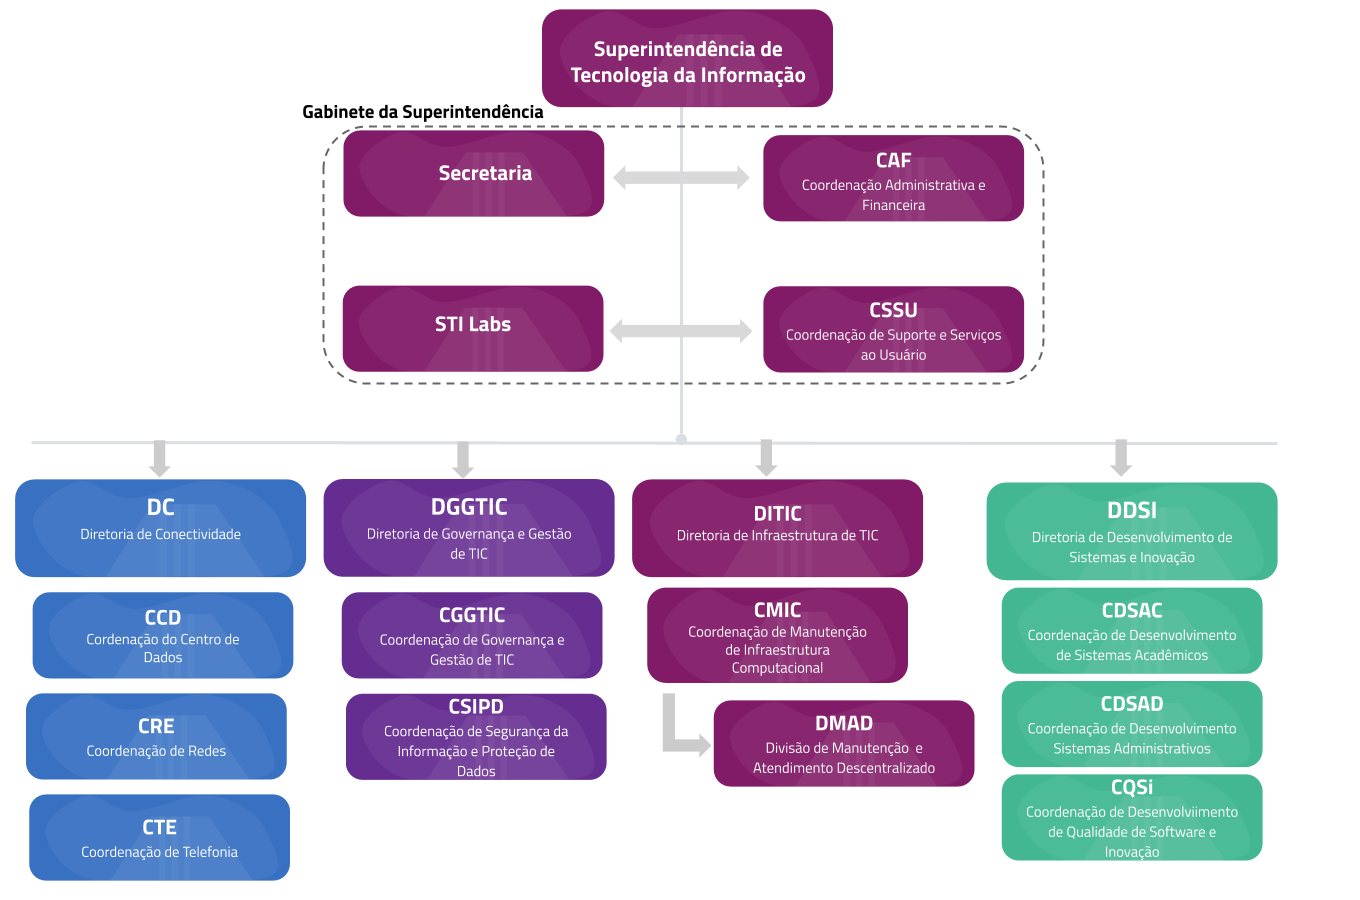 Superintendência de
Tecnologia da Informação
Gabinete da Superintendência
Secretaria
CAF
Coordenação Administrativa e
Financeira
STI Labs
CSSU
Coordenação de Suporte e Serviços
ao Usuário
DC
Diretoria de Conectividade
CCD
Cordenação do Centro de
Dados
CRE
Coordenação de Redes
CTE
Coordenação de Telefonia
DGGTIC
Diretoria de Governança e Gestão
de TIC
CGGTIC
Coordenação de Governança e
Gestão de TIC
CSIPD
Coordenação de Segurança da
Informação e Proteção de
Dados
DITIC
Diretoria de Infraestrutura de TIC
CMIC
Coordenação de Manutenção
de Infraestrutura
Computacional
DMAD
Divisão de Manutenção e
Atendimento Descentralizado
DDSI
Diretoria de Desenvolvimento de
Sistemas e Inovação
CDSAC
Coordenação de Desenvolvimento
de Sistemas Acadêmicos
CDSAD
Coordenação de Desenvolvimento
Sistemas Administrativos
CQSi
Coordenação de Desenvolviimento
de Qualidade de Software e
Inovação